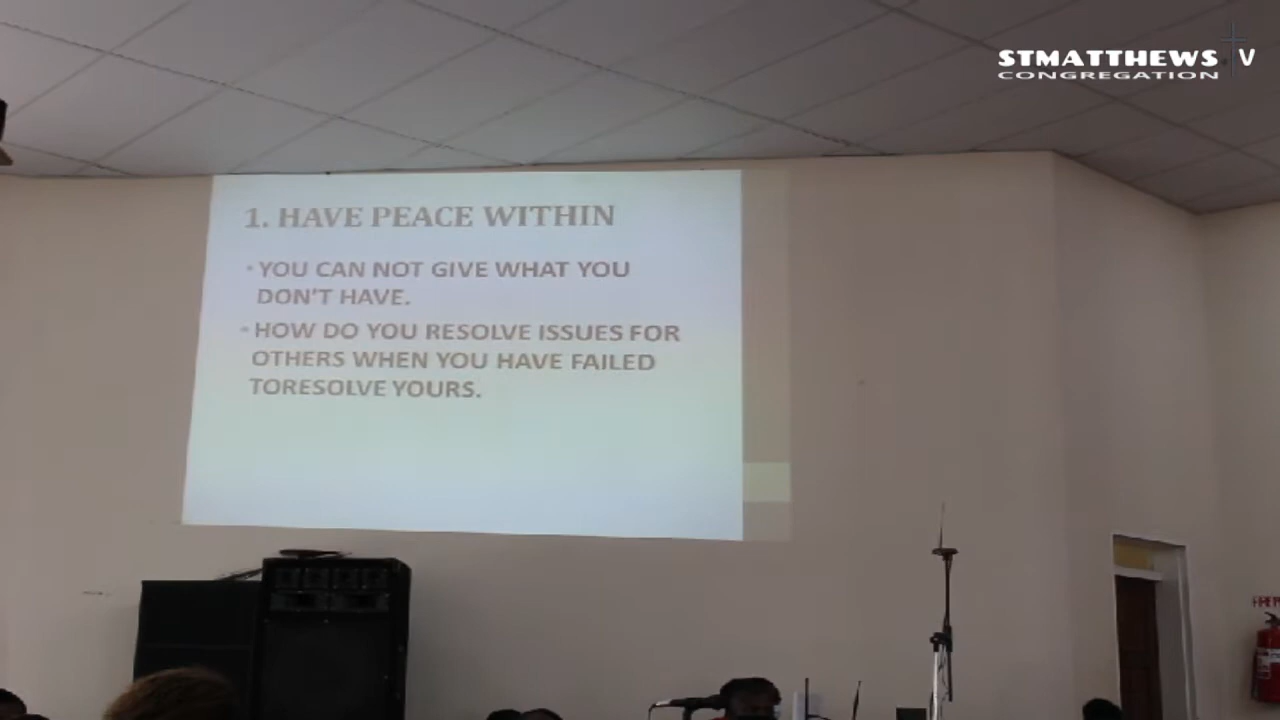 STMATTHEWS TV
CONGREGATION
1. HAVE PEACE WITHIN
• YOU CAN NOT GIVE WHAT YOU
DON'T HAVE.
• HOW DO YOU RESOLVE ISSUES FOR
OTHERS WHEN YOU HAVE FAILED
TORESOLVE YOURS.